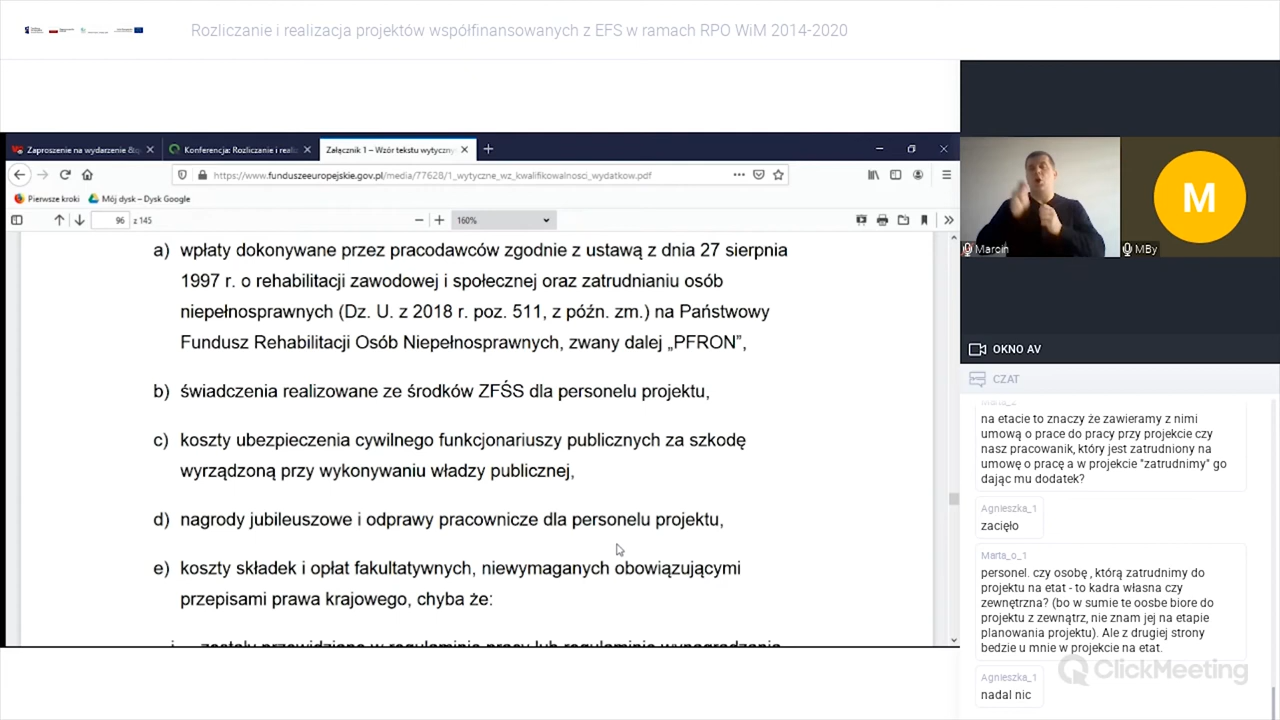 Rozliczanie i realizacja projektów współfinansowanych z EFS w ramach RPO WiM 2014-2020
Zaproszenie na wydarzenie
Konferencja: Rozliczanie i reali
Załącznik 1 – Wzór tekstu wytyczn
https://www.funduszeeuropejskie.gov.pl/media/77628/1_wytyczne_wz_kwalifikowalnosci_wydatkow.pdf
Pierwsze kroki
Mój dysk – Dysk Google
96 z 145
160%
a) wpłaty dokonywane przez pracodawców zgodnie z ustawą z dnia 27 sierpnia
1997 r. o rehabilitacji zawodowej i społecznej oraz zatrudnianiu osób
niepełnosprawnych (Dz. U. z 2018 r. poz. 511, z późn. zm.) na Państwowy
Fundusz Rehabilitacji Osób Niepełnosprawnych, zwany dalej „PFRON”,
b) świadczenia realizowane ze środków ZFŚS dla personelu projektu,
c) koszty ubezpieczenia cywilnego funkcjonariuszy publicznych za szkodę
wyrządzoną przy wykonywaniu władzy publicznej,
d) nagrody jubileuszowe i odprawy pracownicze dla personelu projektu,
e) koszty składek i opłat fakultatywnych, niewymaganych obowiązującymi
przepisami prawa krajowego, chyba że:
i. zostały przewidziane w regulaminie pracy lub regulaminie wynagradzania
M
Marcin
MBy
OKNO AV
CZAT
Marta_2
na etacie to znaczy że zawieramy z nimi
umową o prace do pracy przy projekcie czy
nasz pracowanik, który jest zatrudniony na
umowę o pracę a w projekcie "zatrudnimy" go
dając mu dodatek?
Agnieszka_1
zacięło
Marta_o_1
personel. czy osobę , którą zatrudnimy do
projektu na etat - to kadra własna czy
zewnętrzna? (bo w sumie te oosbe biore do
projektu z zewnątrz, nie znam jej na etapie
planowania projektu). Ale z drugiej strony
bedzie u mnie w projekcie na etat.
ClickMeeting
Agnieszka_1
nadal nic